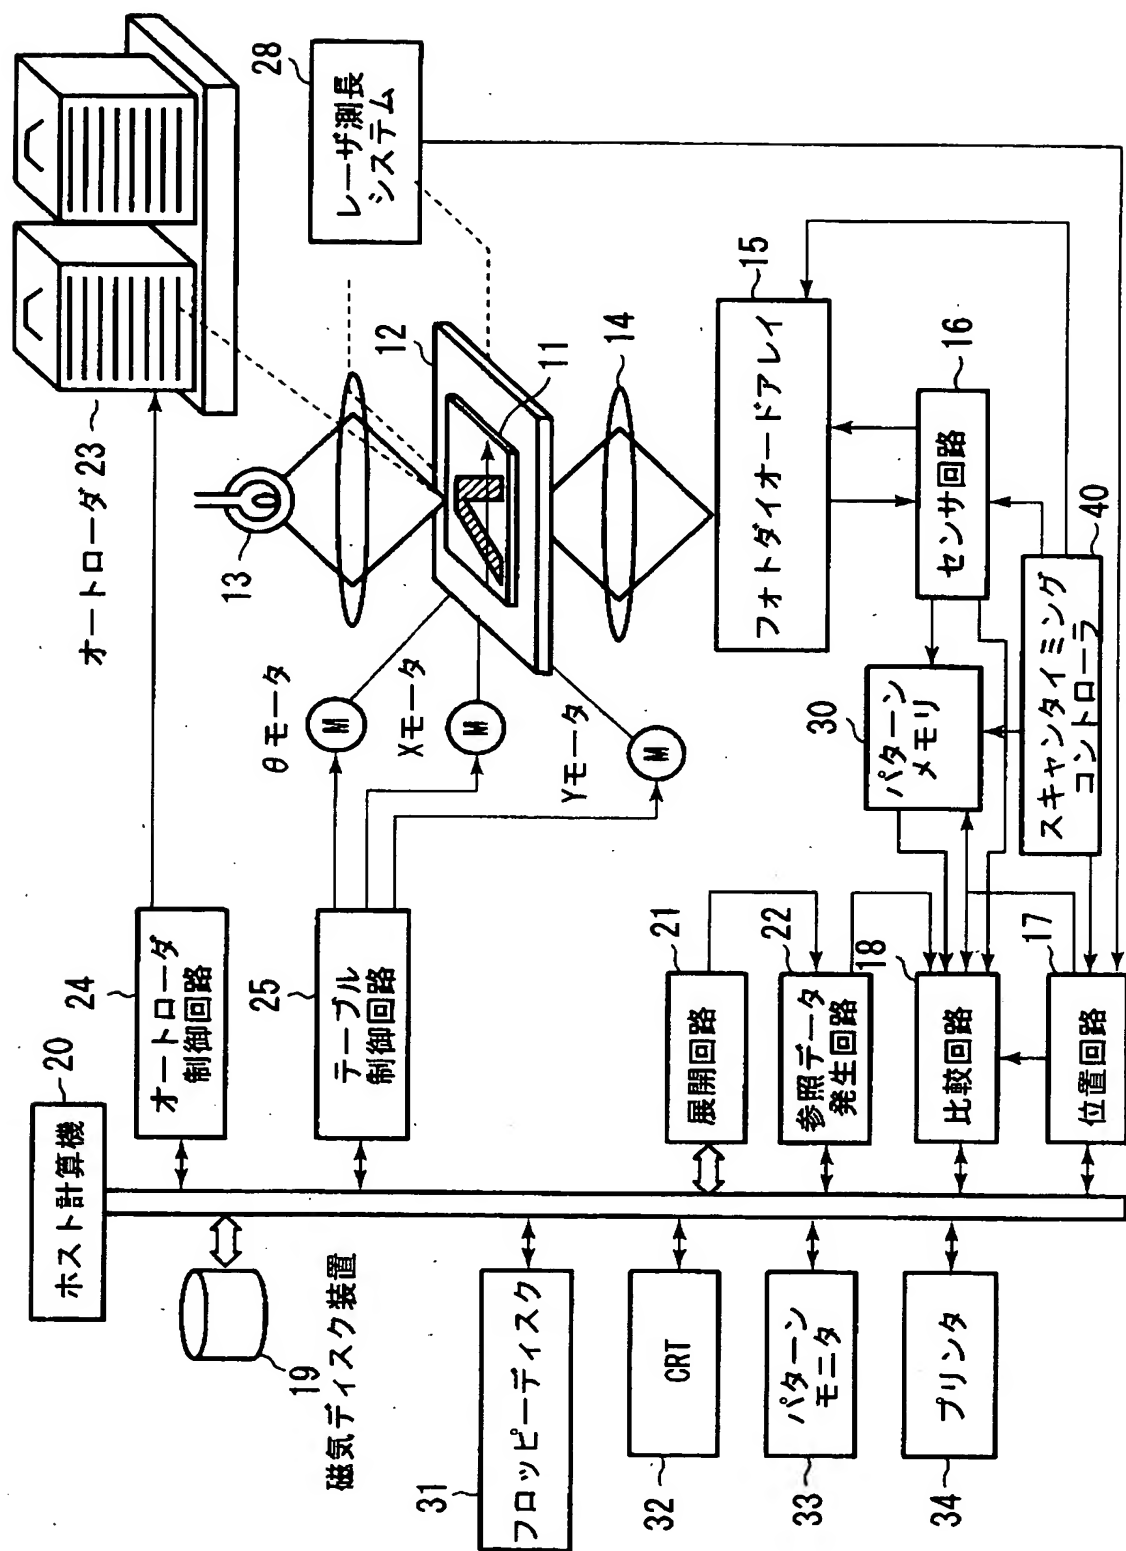 ホスト計算機
20
19
磁気ディスク装置
24
オートローダ
制御回路
オートローダ 23
25
テーブル
制御回路
θモータ
M
Xモータ
M
Yモータ
M
13
12
11
14
28
レーザ測長
システム
15
フォトダイオードアレイ
16
センサ回路
30
パターン
メモリ
40
スキャンタイミング
コントローラ
21
展開回路
22
参照データ
発生回路
18
比較回路
17
位置回路
31
フロッピーディスク
32
CRT
33
パターン
モニタ
34
プリンタ